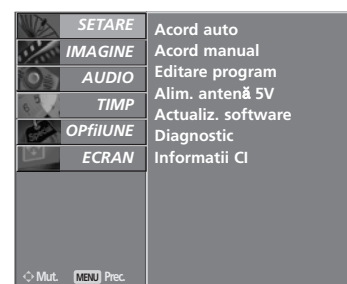 SETARE
IMAGINE
AUDIO
TIMP
OPfiIUNE
ECRAN
Acord auto
Acord manual
Editare program
Alim. antenă 5V
Actualiz. software
Diagnostic
Informatii CI
Mut. MENU Prec.